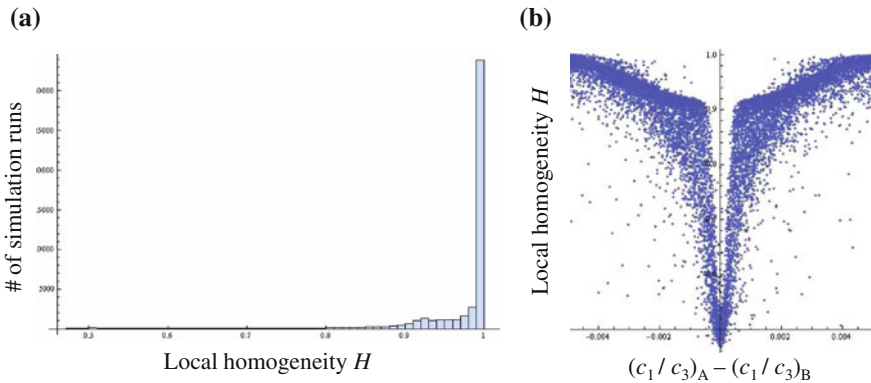 (a)
(b)
# of simulation runs
5000
0.5
0.6
0.7
0.8
0.9
1
Local homogeneity H
Local homogeneity H
1.0
0.9
-0.004
-0.002
0.002
0.004
(c₁ / c₃)A – (c₁ / c₃)B